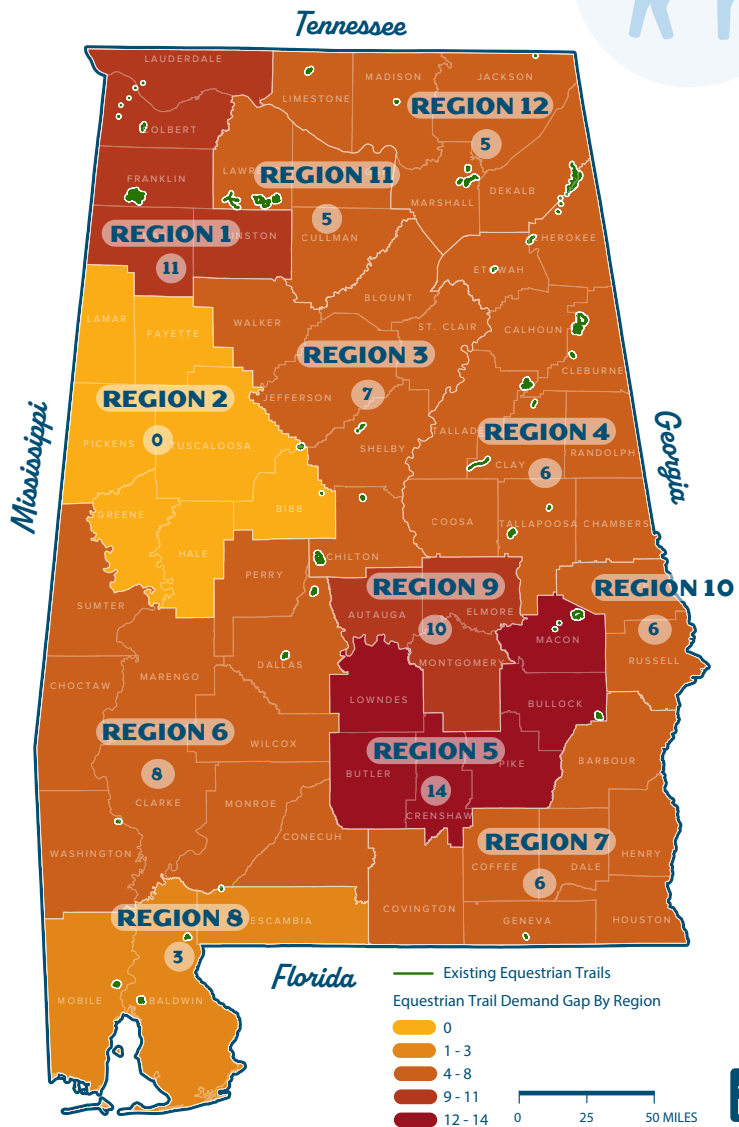 Tennessee
LAUDERDALE
LIMESTONE
MADISON
JACKSON
REGION 12
5
COLBERT
FRANKLIN
REGION 11
5
CULLMAN
MARSHALL
DEKALB
CHEROKEE
REGION 1
11
ETOWAH
BLOUNT
LAMAR
FAYETTE
WALKER
ST. CLAIR
CALHOUN
CLEBURNE
REGION 3
7
JEFFERSON
SHELBY
REGION 2
0
PICKENS
TUSCALOOSA
Mississippi
Georgia
REGION 4
6
CLAY
RANDOLPH
GREENE
HALE
BIBB
COOSA
TALLAPOOSA
CHAMBERS
CHILTON
PERRY
SUMTER
REGION 9
10
AUTAUGA
ELMORE
MONTGOMERY
REGION 10
6
MACON
RUSSELL
DALLAS
CHOCTAW
MARENGO
LOWNDES
BULLOCK
REGION 6
8
WILCOX
CLARKE
MONROE
CONECUH
WASHINGTON
REGION 5
14
BUTLER
PIKE
CRENSHAW
BARBOUR
REGION 7
6
COFFEE
DALE
HENRY
COVINGTON
GENEVA
HOUSTON
REGION 8
3
ESCAMBIA
MOBILE
BALDWIN
Florida
Existing Equestrian Trails
Equestrian Trail Demand Gap By Region
0
1 - 3
4 - 8
9 - 11
12 - 14
0 25 50 MILES